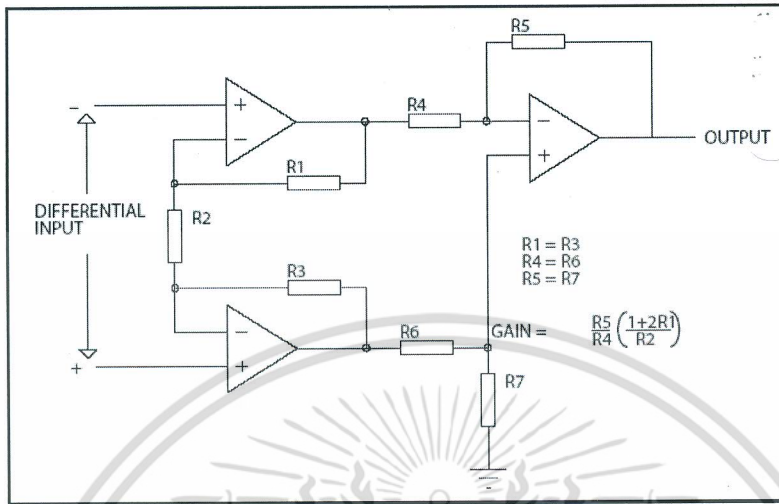 R5
R4
− + −
+ − + OUTPUT
R1
DIFFERENTIAL
INPUT
R2
R1 = R3
R4 = R6
R5 = R7
R3
− R6 GAIN = R5/R4 (1+2R1/R2)
+ +
R7